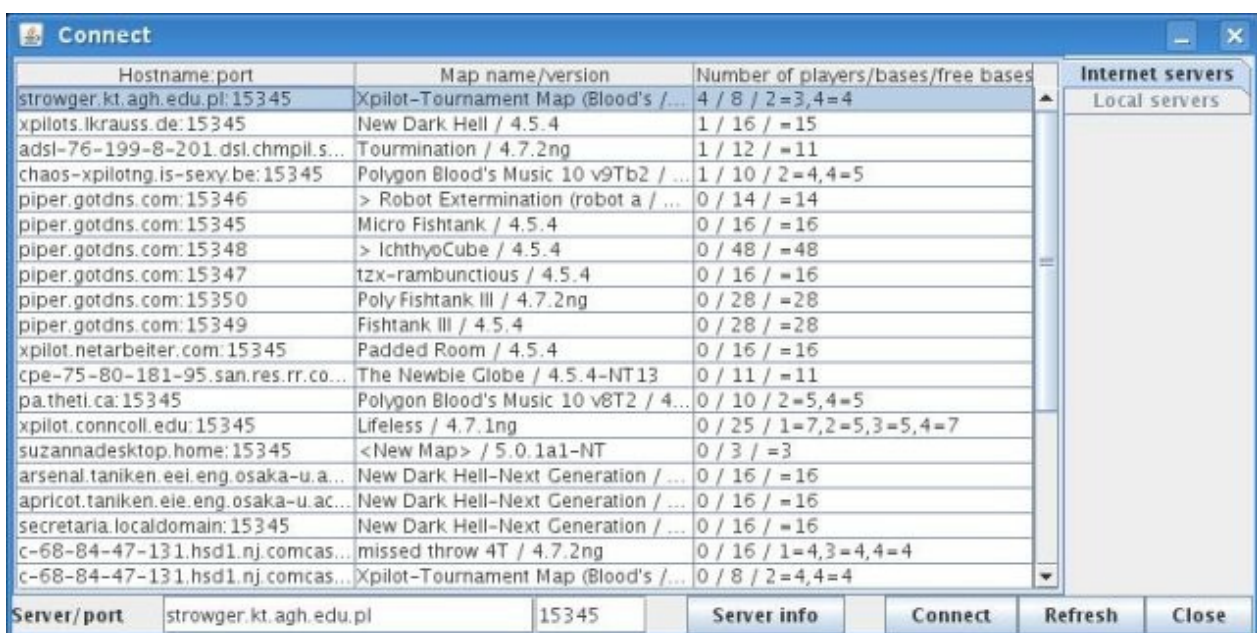 Connect
Hostname:port Map name/version Number of players/bases/free bases
strowger.kt.agh.edu.pl:15345 Xpilot-Tournament Map (Blood's /... 4 / 8 / 2=3,4=4
xpilots.lkrauss.de:15345 New Dark Hell / 4.5.4 1 / 16 / =15
adsl-76-199-8-201.dsl.chmpil.s... Tourmination / 4.7.2ng 1 / 12 / =11
chaos-xpilotng.is-sexy.be:15345 Polygon Blood's Music 10 v9Tb2 / ... 1 / 10 / 2=4,4=5
piper.gotdns.com:15346 > Robot Extermination (robot a / ... 0 / 14 / =14
piper.gotdns.com:15345 Micro Fishtank / 4.5.4 0 / 16 / =16
piper.gotdns.com:15348 > IchthyoCube / 4.5.4 0 / 48 / =48
piper.gotdns.com:15347 tzx-rambunctious / 4.5.4 0 / 16 / =16
piper.gotdns.com:15350 Poly Fishtank III / 4.7.2ng 0 / 28 / =28
piper.gotdns.com:15349 Fishtank III / 4.5.4 0 / 28 / =28
xpilot.netarbeiter.com:15345 Padded Room / 4.5.4 0 / 16 / =16
cpe-75-80-181-95.san.res.rr.co... The Newbie Globe / 4.5.4-NT13 0 / 11 / =11
pa.theti.ca:15345 Polygon Blood's Music 10 v8T2 / 4... 0 / 10 / 2=5,4=5
xpilot.conncoll.edu:15345 Lifeless / 4.7.1ng 0 / 25 / 1=7,2=5,3=5,4=7
suzannadesktop.home:15345 <New Map> / 5.0.1a1-NT 0 / 3 / =3
arsenal.taniken.eei.eng.osaka-u.a... New Dark Hell-Next Generation / ... 0 / 16 / =16
apricot.taniken.eie.eng.osaka-u.ac... New Dark Hell-Next Generation / ... 0 / 16 / =16
secretaria.localdomain:15345 New Dark Hell-Next Generation / ... 0 / 16 / =16
c-68-84-47-131.hsd1.nj.comcas... missed throw 4T / 4.7.2ng 0 / 16 / 1=4,3=4,4=4
c-68-84-47-131.hsd1.nj.comcas... Xpilot-Tournament Map (Blood's /... 0 / 8 / 2=4,4=4
Internet servers
Local servers
Server/port strowger.kt.agh.edu.pl 15345 Server info Connect Refresh Close